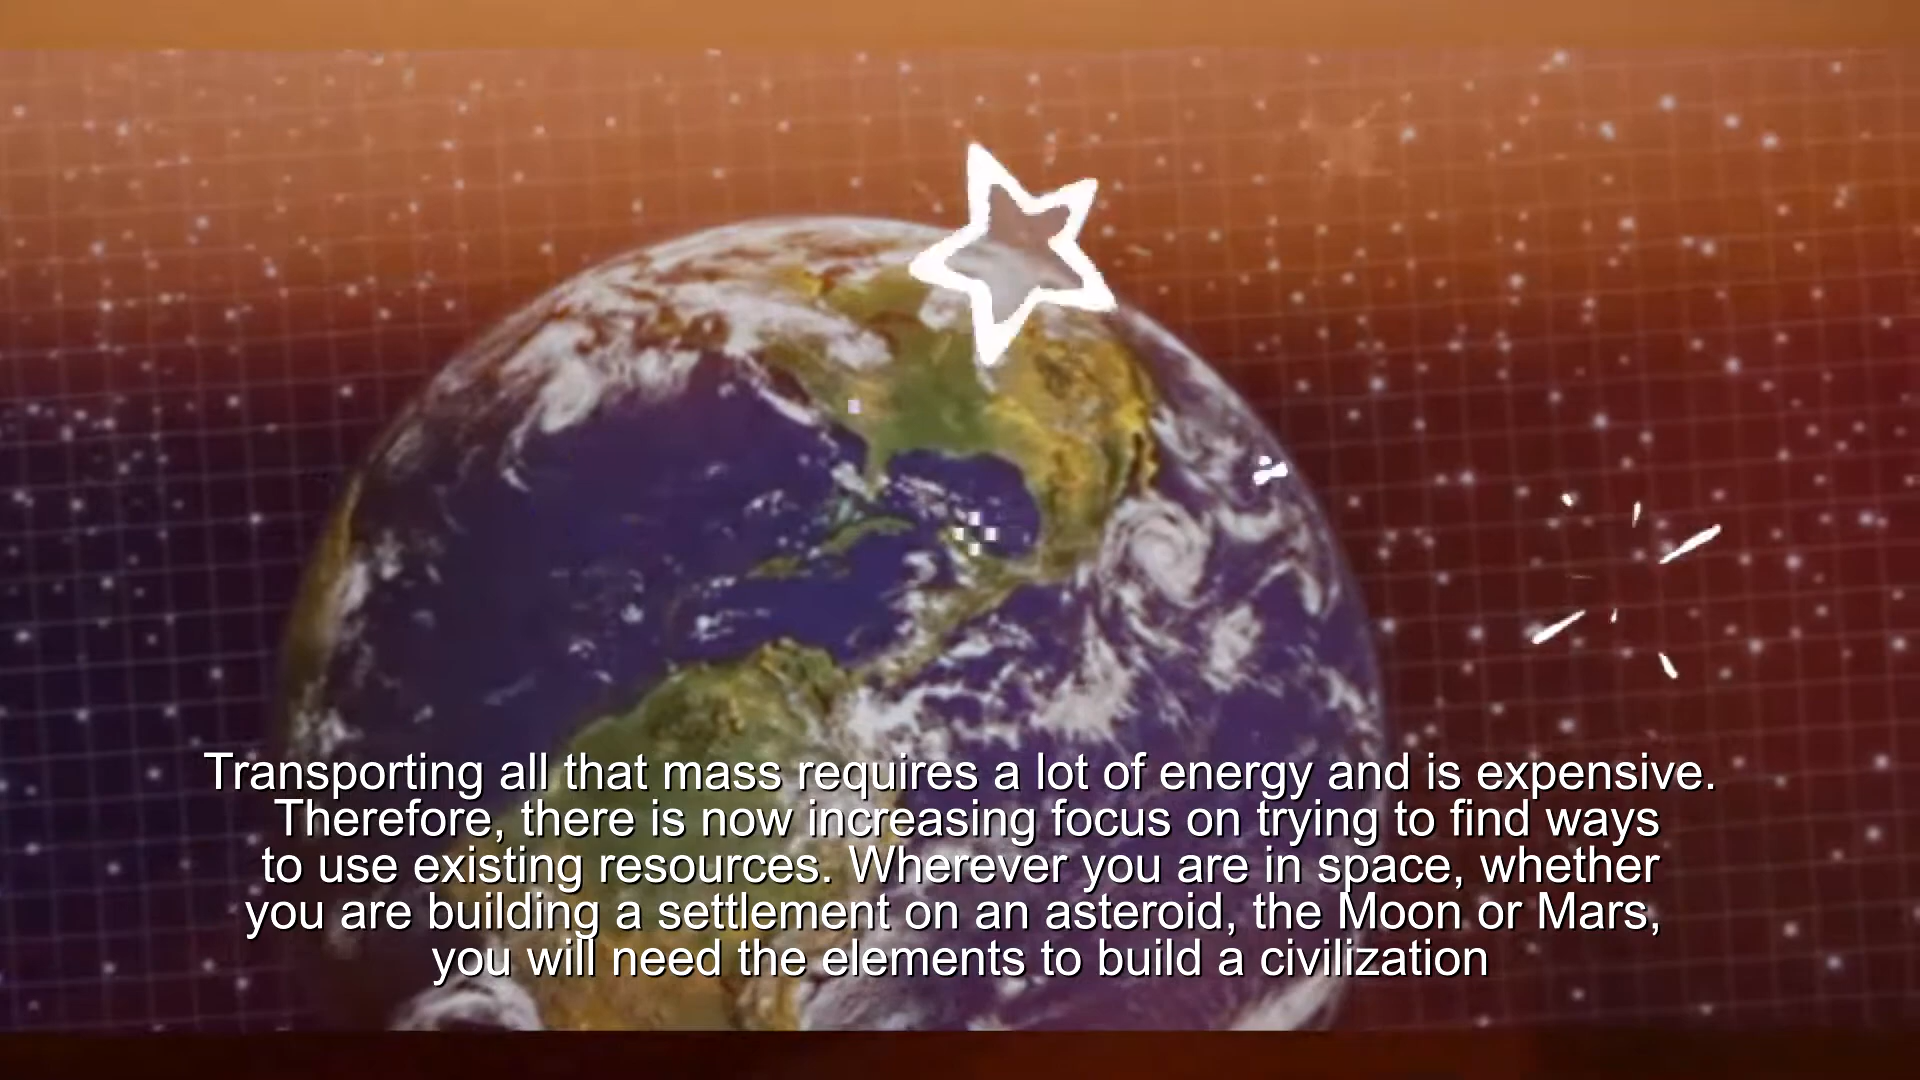 Transporting all that mass requires a lot of energy and is expensive.
Therefore, there is now increasing focus on trying to find ways
to use existing resources. Wherever you are in space, whether
you are building a settlement on an asteroid, the Moon or Mars,
you will need the elements to build a civilization